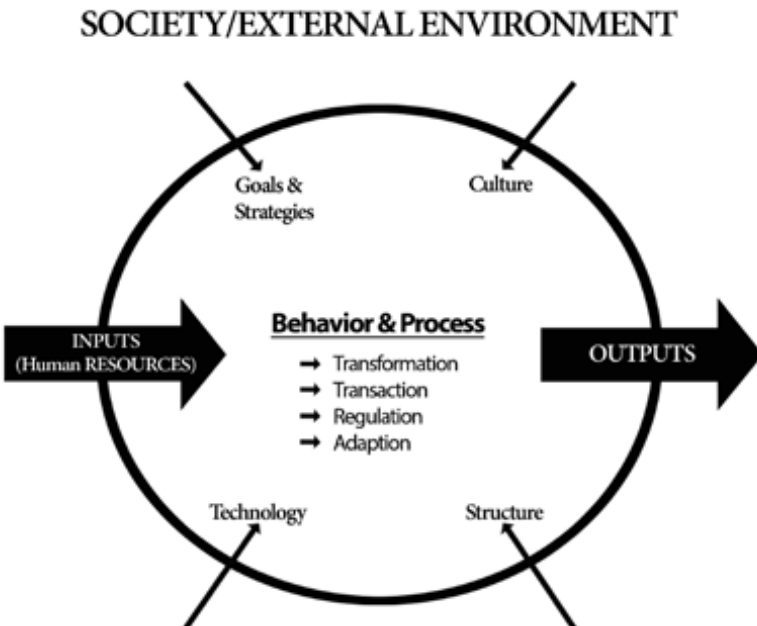 SOCIETY/EXTERNAL ENVIRONMENT
Goals &
Strategies
Culture
INPUTS
(Human RESOURCES)
Behavior & Process
→ Transformation
→ Transaction
→ Regulation
→ Adaption
OUTPUTS
Technology
Structure